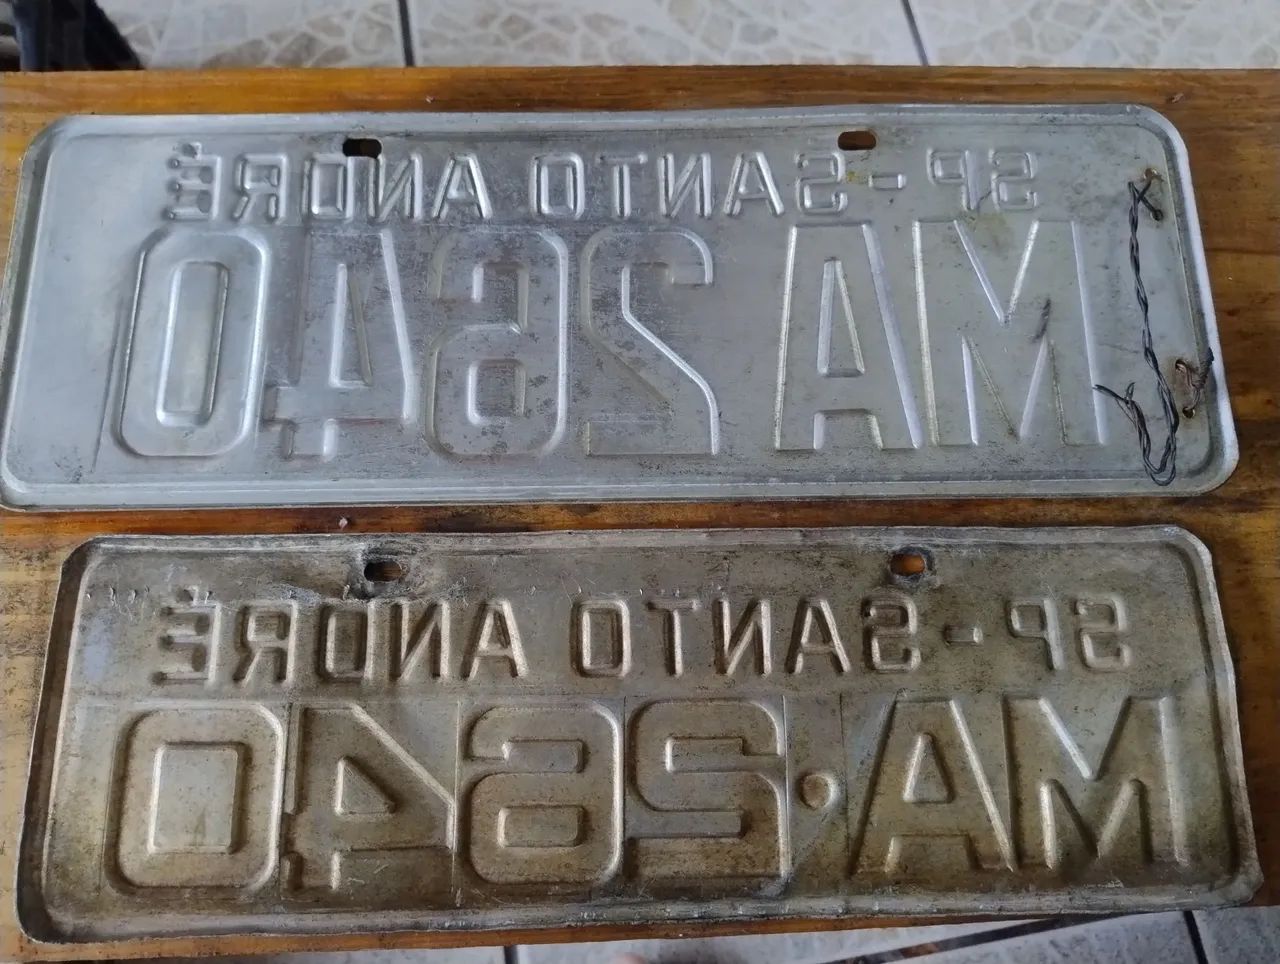 SP-SANTO ANDRÉ
MA 2640
SP-SANTO ANDRÉ
MA·2640